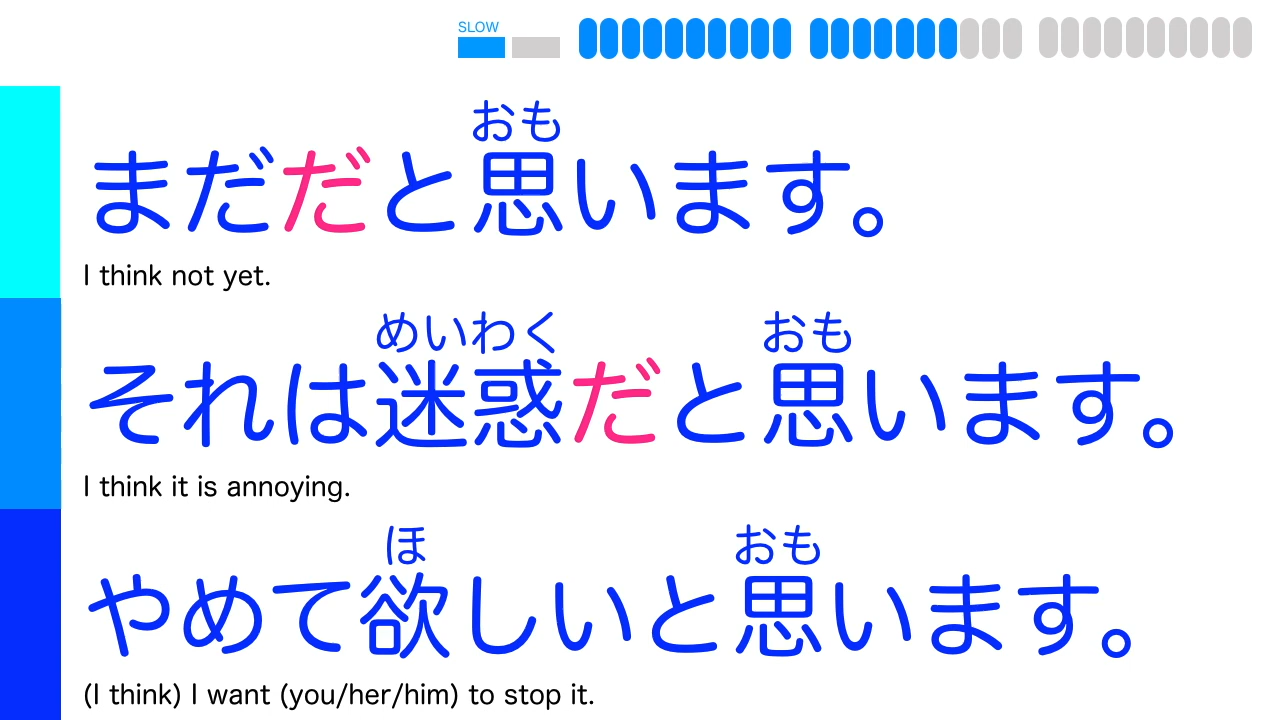 SLOW
おも
まだだと思います。
I think not yet.
めいわく おも
それは迷惑だと思います。
I think it is annoying.
ほ おも
やめて欲しいと思います。
(I think) I want (you/her/him) to stop it.